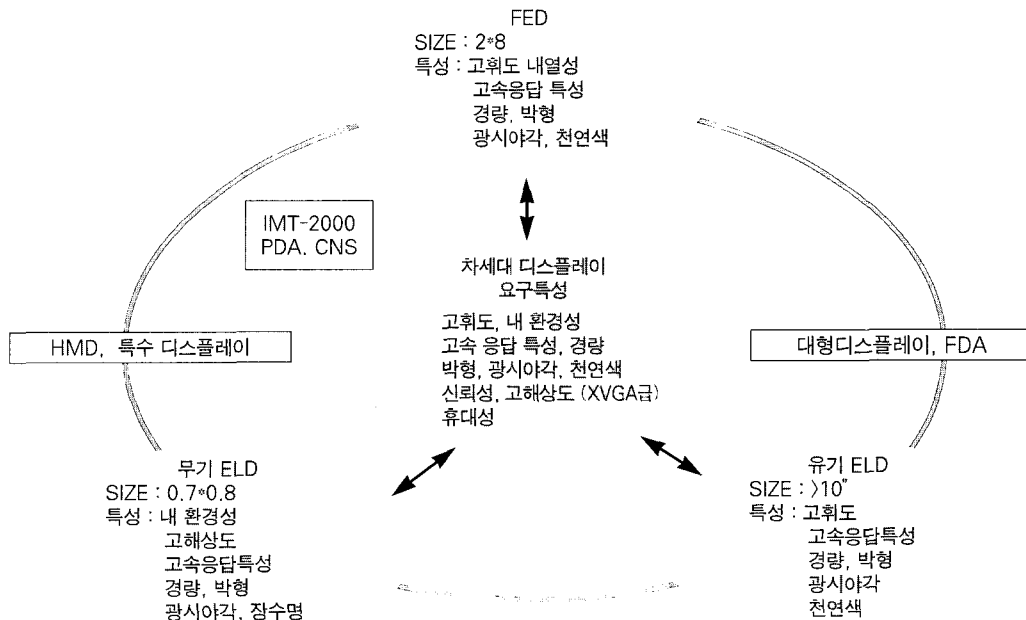 FED
SIZE : 2*8
특성 : 고휘도 내열성
고속응답 특성
경량, 박형
광시야각, 천연색
IMT-2000
PDA, CNS
차세대 디스플레이
요구특성
고휘도, 내 환경성
고속 응답 특성, 경량
박형, 광시야각, 천연색
신뢰성, 고해상도 (XVGA급)
휴대성
HMD, 특수 디스플레이
대형디스플레이, FDA
무기 ELD
SIZE : 0.7*0.8
특성 : 내 환경성
고해상도
고속응답특성
경량, 박형
광시야각, 장수명
유기 ELD
SIZE : >10"
특성 : 고휘도
고속응답특성
경량, 박형
광시야각
천연색